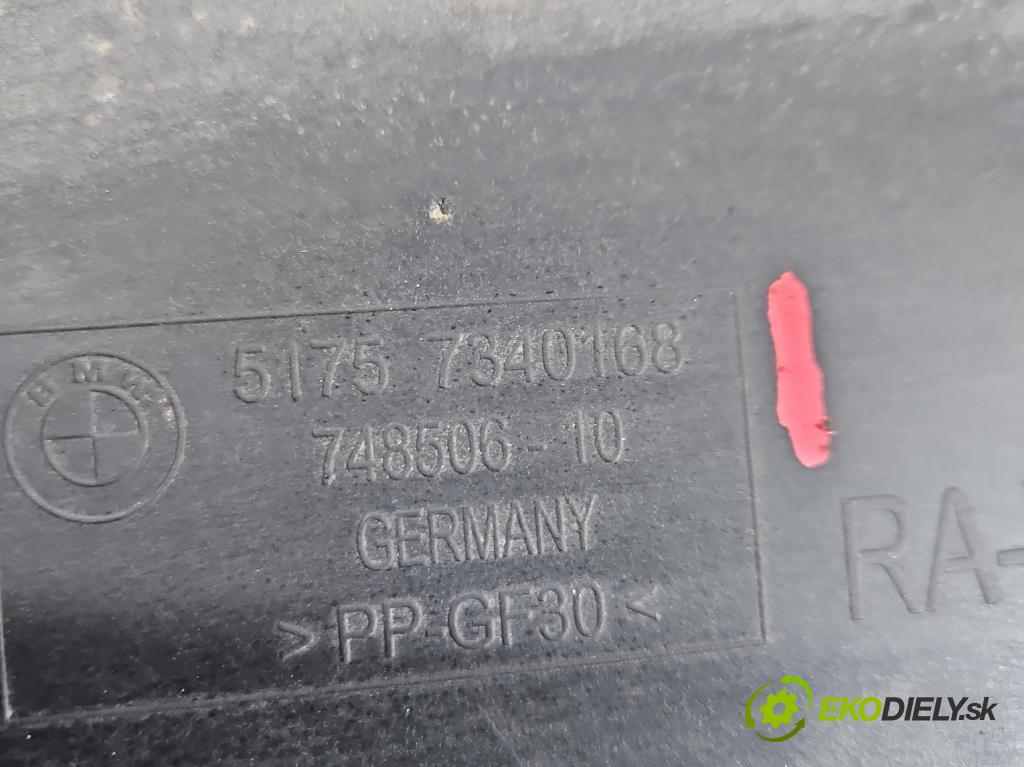 BMW
5175 7340168
748506-10
GERMANY
>PP-GF30<
RA-
EKODIELY.sk